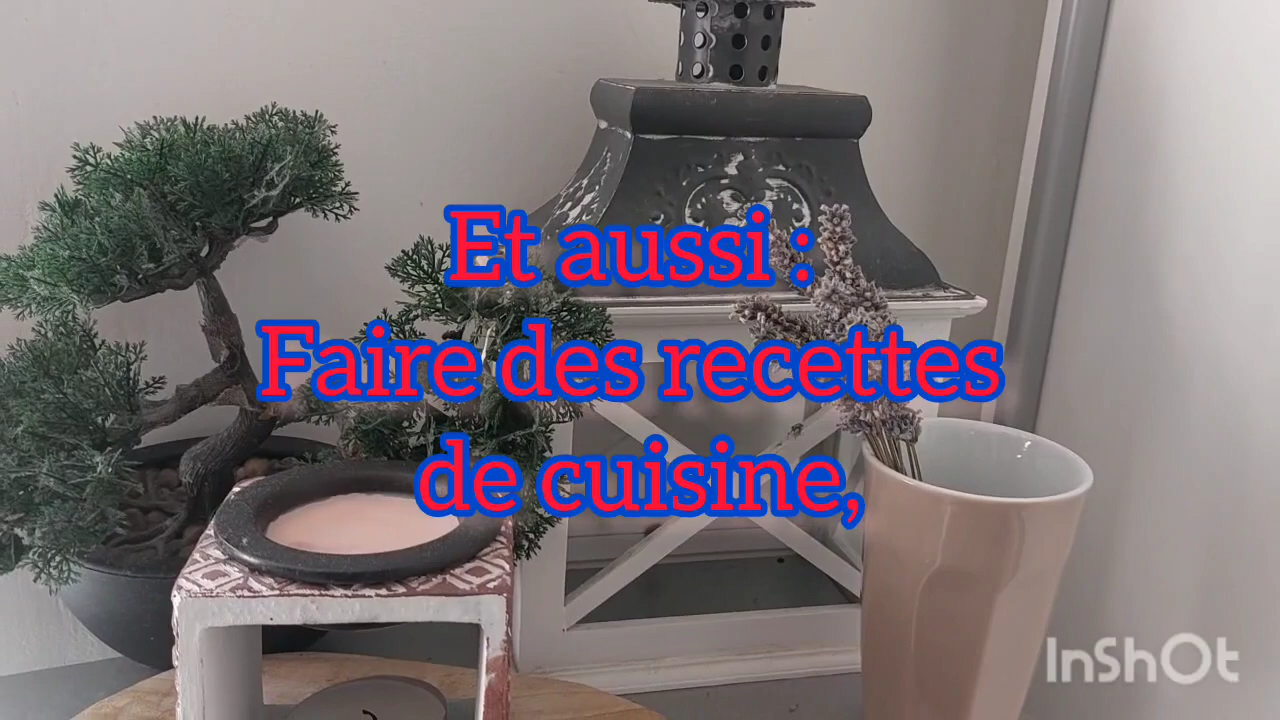 Et aussi :
Faire des recettes
de cuisine,
InShOt